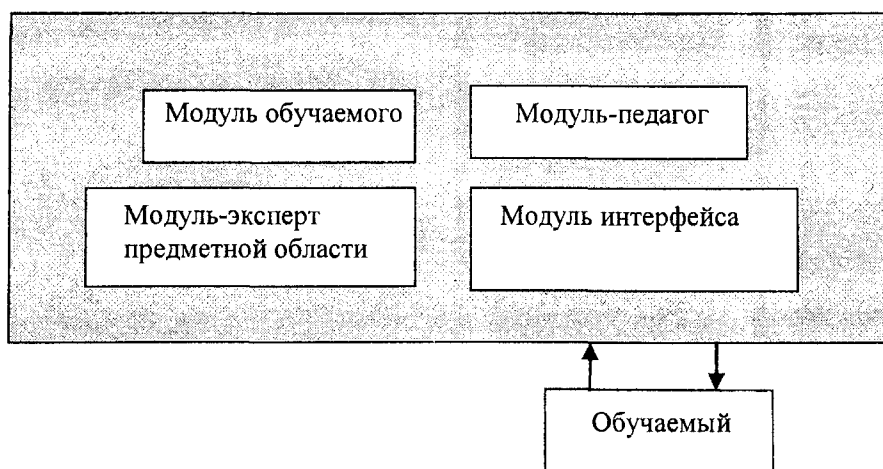 Модуль обучаемого
Модуль-педагог
Модуль-эксперт
предметной области
Модуль интерфейса
Обучаемый